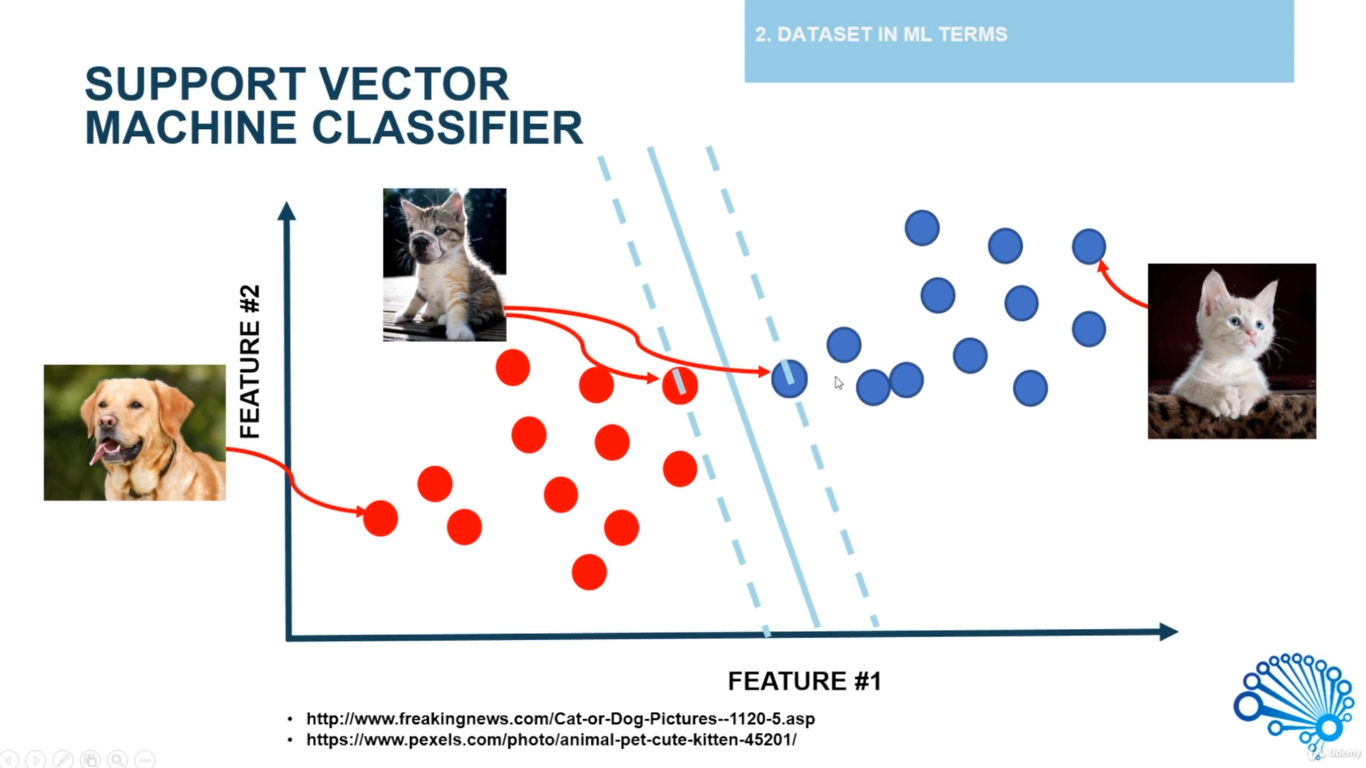 2. DATASET IN ML TERMS
SUPPORT VECTOR
MACHINE CLASSIFIER
FEATURE #2
FEATURE #1
• http://www.freakingnews.com/Cat-or-Dog-Pictures--1120-5.asp
• https://www.pexels.com/photo/animal-pet-cute-kitten-45201/
Udemy